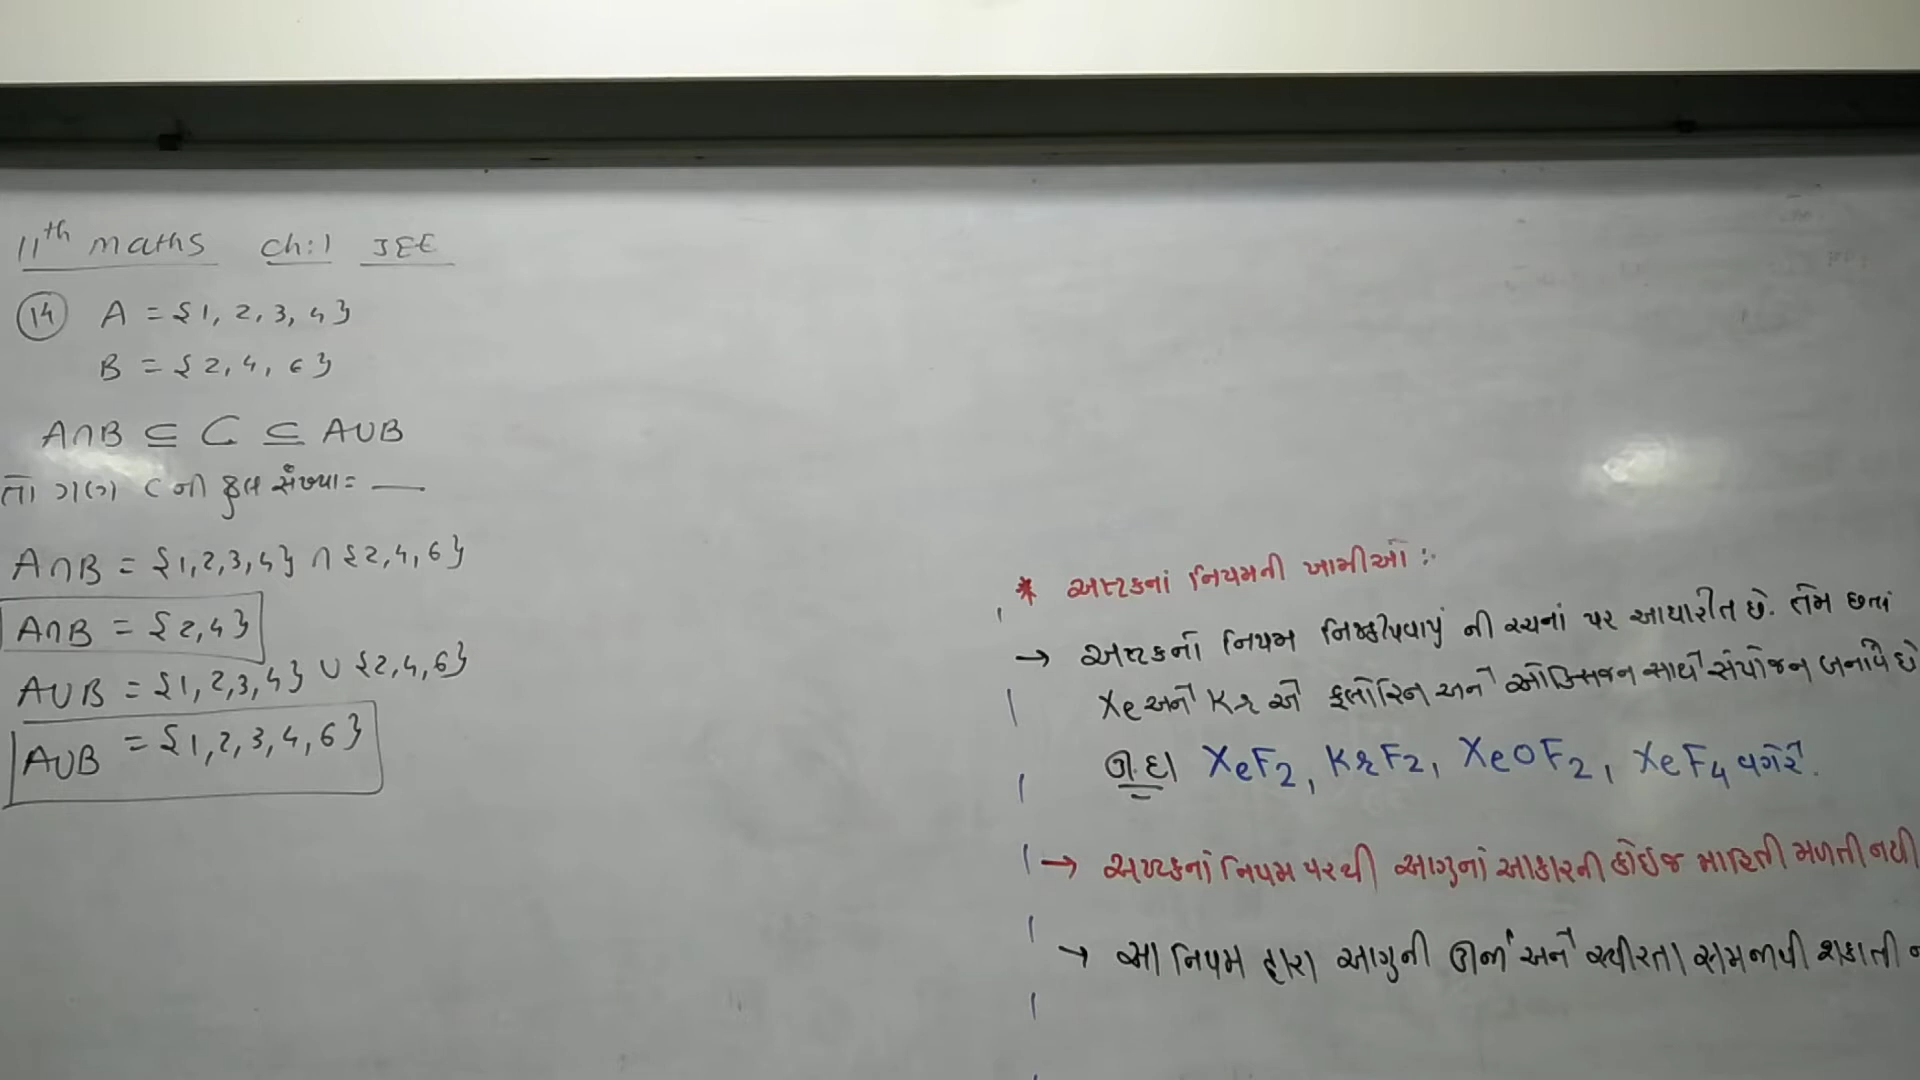 11th maths ch:1 JEE
14 A = {1, 2, 3, 4}
B = {2, 4, 6}
A∩B ⊆ C ⊆ A∪B
તો ગણ C ની કુલ સંખ્યા = —
A∩B = {1,2,3,4} ∩ {2,4,6}
A∩B = {2,4}
A∪B = {1,2,3,4} ∪ {2,4,6}
A∪B = {1,2,3,4,6}
* અષ્ટકનાં નિયમની ખામીઓ :-
→ અષ્ટકનો નિયમ નિષ્ક્રીયવાયુ ની રચનાં પર આધારીત છે. તેમ છતાં
Xe અને Kr એ ફ્લોરિન અને ઓક્સિજન સાથે સંયોજન બનાવે છે
ઊ.દા XeF2, KrF2, XeOF2, XeF4 વગેરે.
→ અષ્ટકનાં નિયમ પરથી આણુનાં આકારની કોઇજ માહિતી મળતી નથી
→ આ નિયમ દ્વારા આણુની ઊર્જા અને સ્થીરતા સમજાવી શકાતી ન